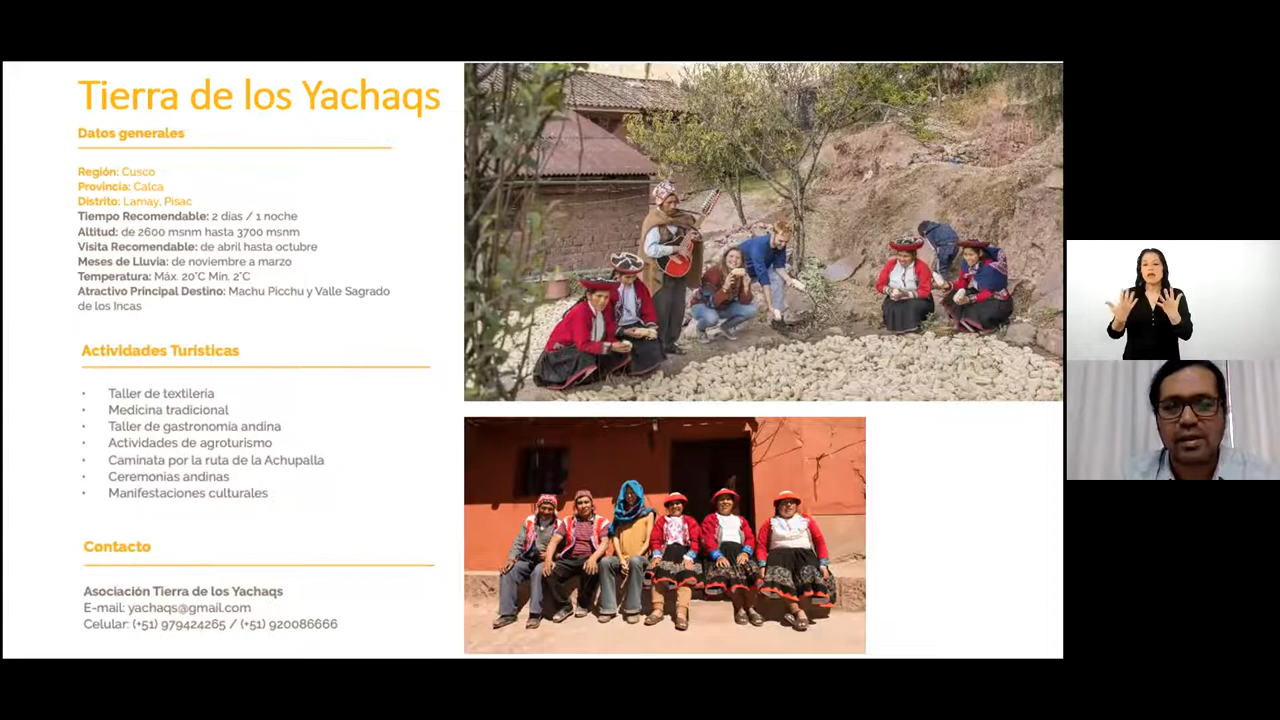 Tierra de los Yachaqs
Datos generales
Región: Cusco
Provincia: Calca
Distrito: Lamay, Pisac
Tiempo Recomendable: 2 días / 1 noche
Altitud: de 2600 msnm hasta 3700 msnm
Visita Recomendable: de abril hasta octubre
Meses de Lluvia: de noviembre a marzo
Temperatura: Máx. 20°C Min. 2°C
Atractivo Principal Destino: Machu Picchu y Valle Sagrado
de los Incas
Actividades Turísticas
• Taller de textilería
• Medicina tradicional
• Taller de gastronomía andina
• Actividades de agroturismo
• Caminata por la ruta de la Achupalla
• Ceremonias andinas
• Manifestaciones culturales
Contacto
Asociación Tierra de los Yachaqs
E-mail: yachaqs@gmail.com
Celular: (+51) 979424265 / (+51) 920086666